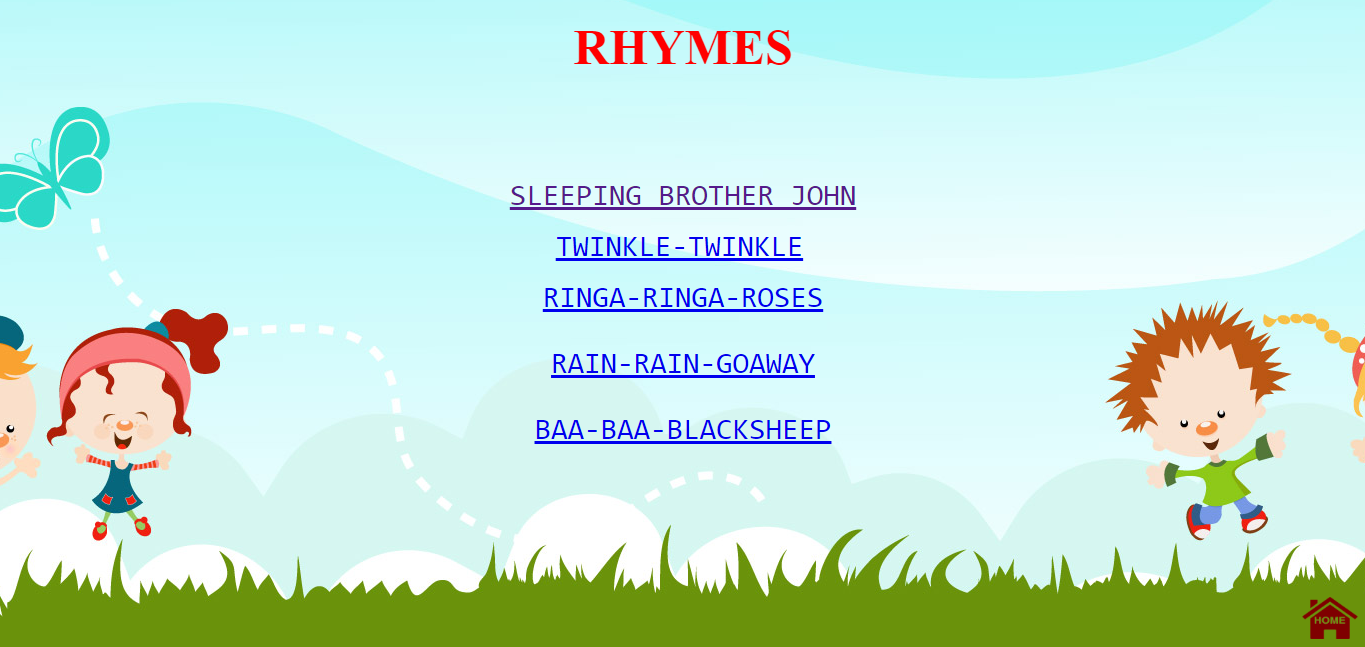 RHYMES
SLEEPING BROTHER JOHN
TWINKLE-TWINKLE
RINGA-RINGA-ROSES
RAIN-RAIN-GOAWAY
BAA-BAA-BLACKSHEEP
HOME